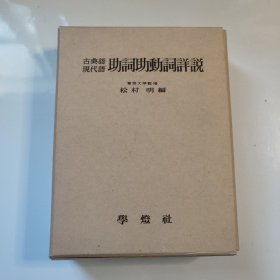 古典語
現代語 助詞助動詞詳説
東京大学教授
松村 明編
學燈社